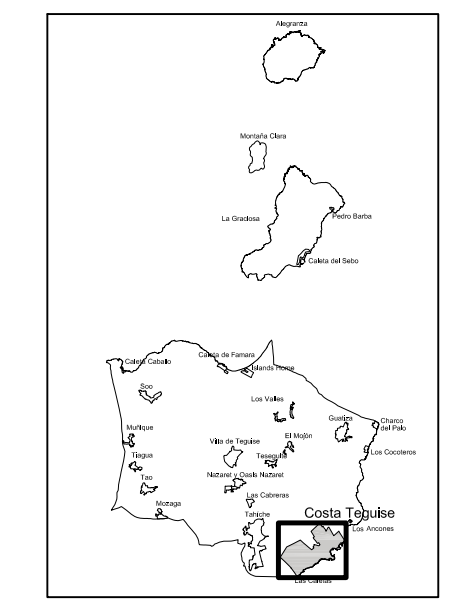 Alegranza
Montaña Clara
La Graciosa
Pedro Barba
Caleta del Sebo
Caleta Caballo
Caleta de Famara
Islands Home
Soo
Los Valles
Guatiza
Charco
del Palo
Muñique
Villa de Teguise
El Mojón
Los Cocoteros
Tiagua
Teseguite
Tao
Nazaret y Oasis Nazaret
Las Cabreras
Mozaga
Tahiche
Costa Teguise
Los Ancones
Las Caletas